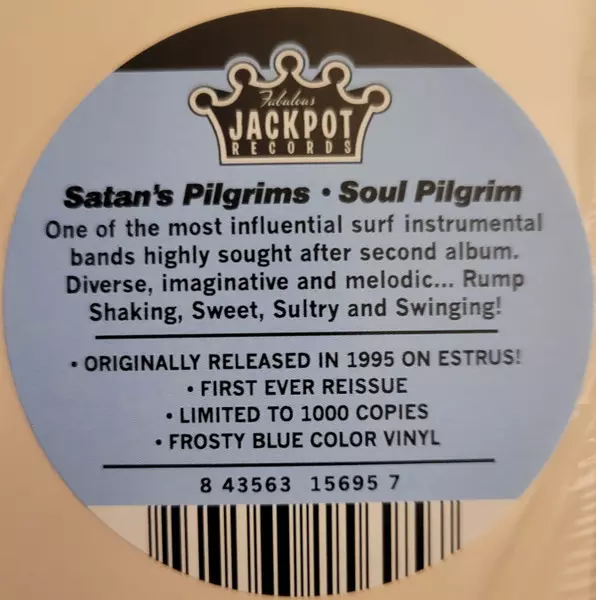 Fabulous
JACKPOT
RECORDS
Satan's Pilgrims • Soul Pilgrim
One of the most influential surf instrumental
bands highly sought after second album.
Diverse, imaginative and melodic... Rump
Shaking, Sweet, Sultry and Swinging!
• ORIGINALLY RELEASED IN 1995 ON ESTRUS!
• FIRST EVER REISSUE
• LIMITED TO 1000 COPIES
• FROSTY BLUE COLOR VINYL
8 43563 15695 7